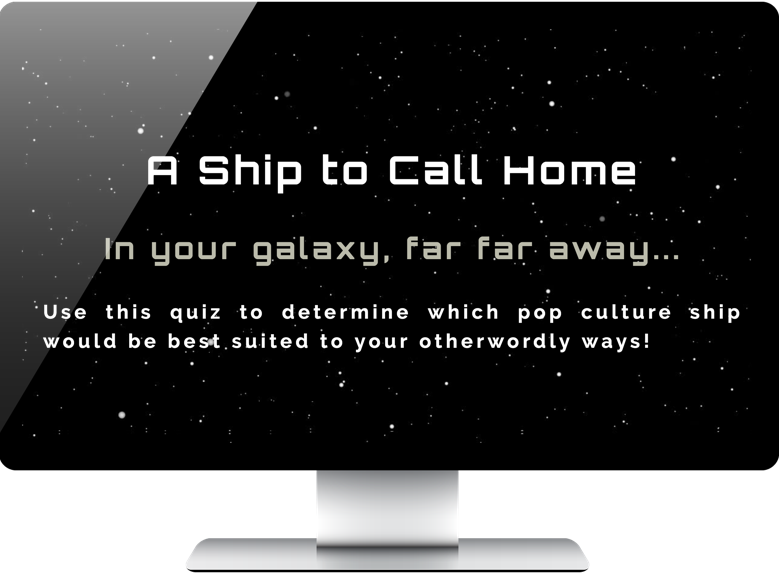 A Ship to Call Home
In your galaxy, far far away...
Use this quiz to determine which pop culture ship
would be best suited to your otherwordly ways!